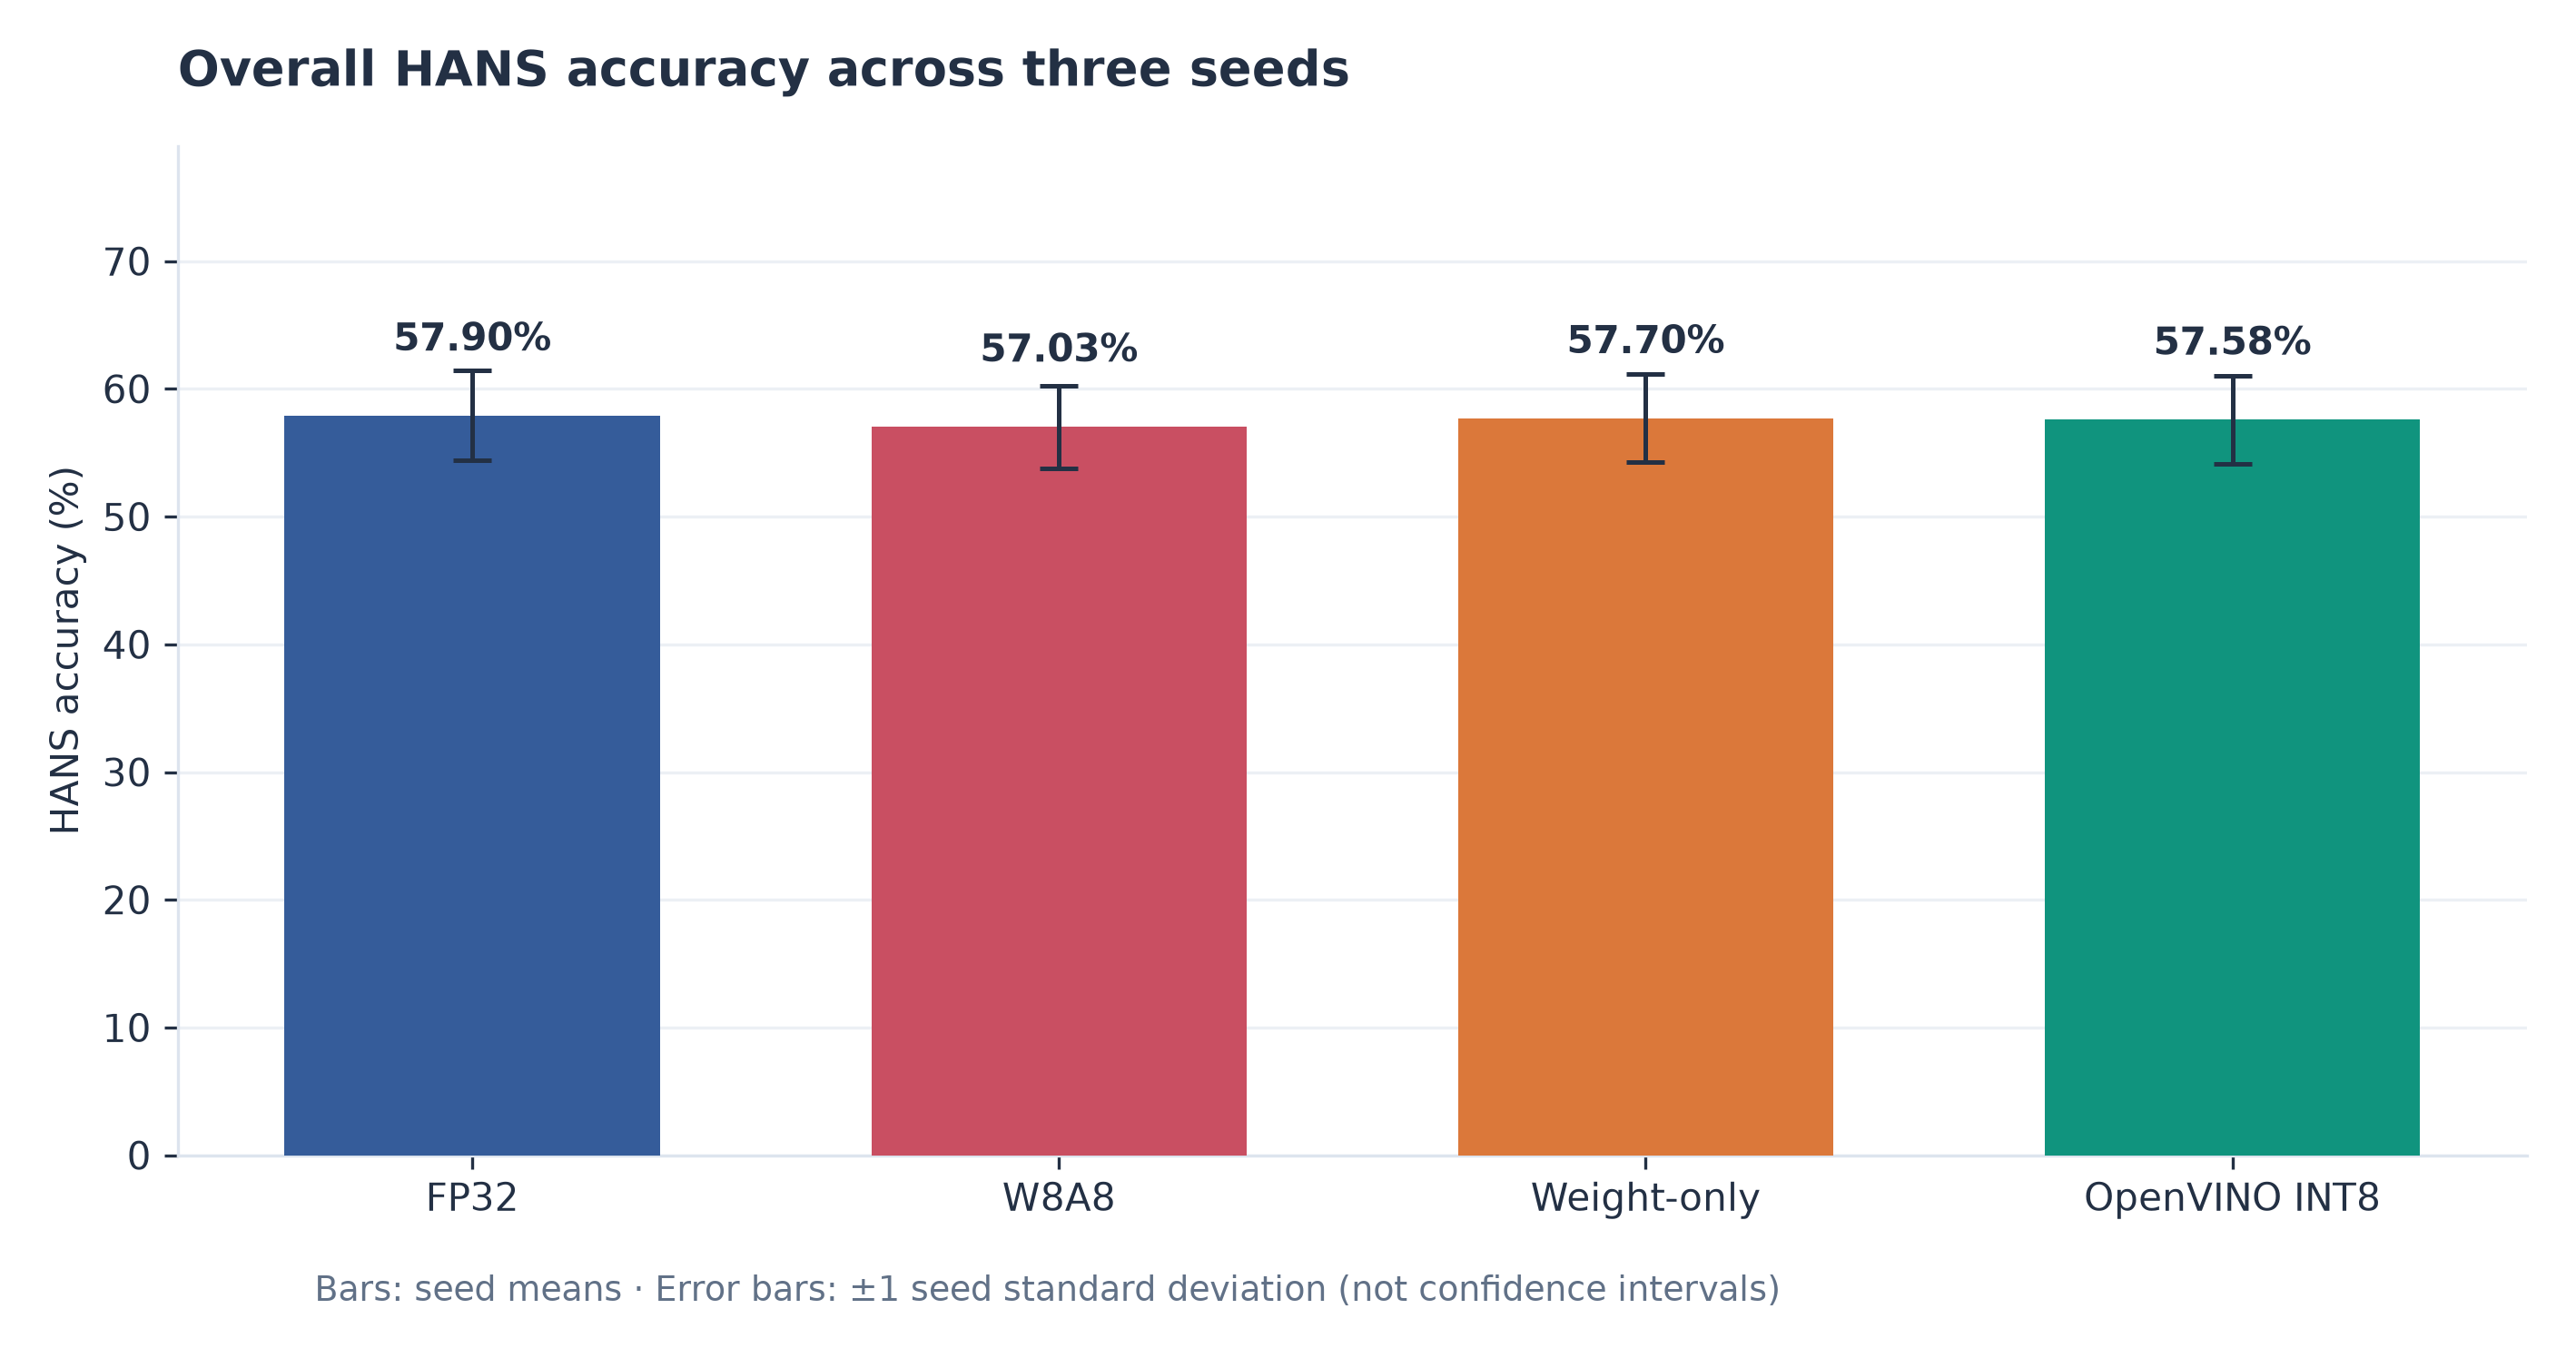 Overall HANS accuracy across three seeds
HANS accuracy (%)
70
60
50
40
30
20
10
0
57.90%
57.03%
57.70%
57.58%
FP32
W8A8
Weight-only
OpenVINO INT8
Bars: seed means · Error bars: ±1 seed standard deviation (not confidence intervals)